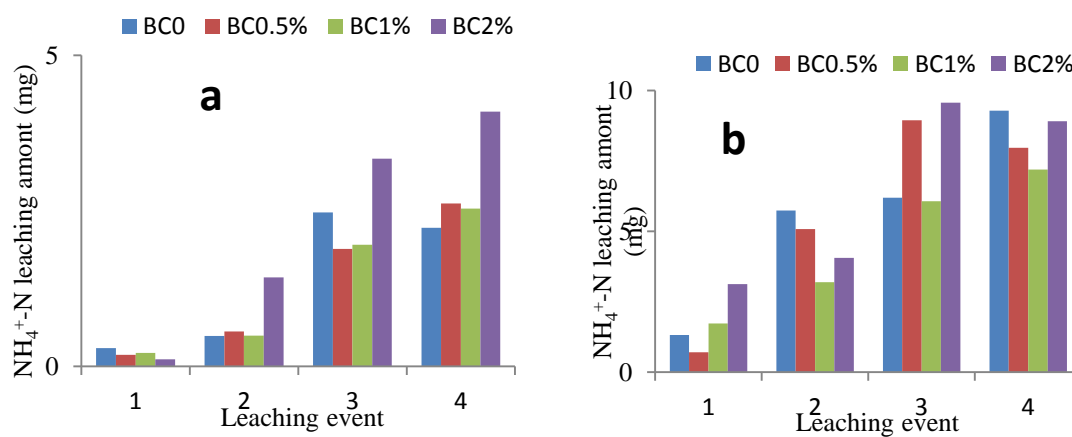 BC0 BC0.5% BC1% BC2%
5
a
NH₄⁺-N leaching amont (mg)
0
1 2 3 4
Leaching event
BC0 BC0.5% BC1% BC2%
10
b
NH₄⁺-N leaching amont
(mg)
5
0
1 2 3 4
Leaching event